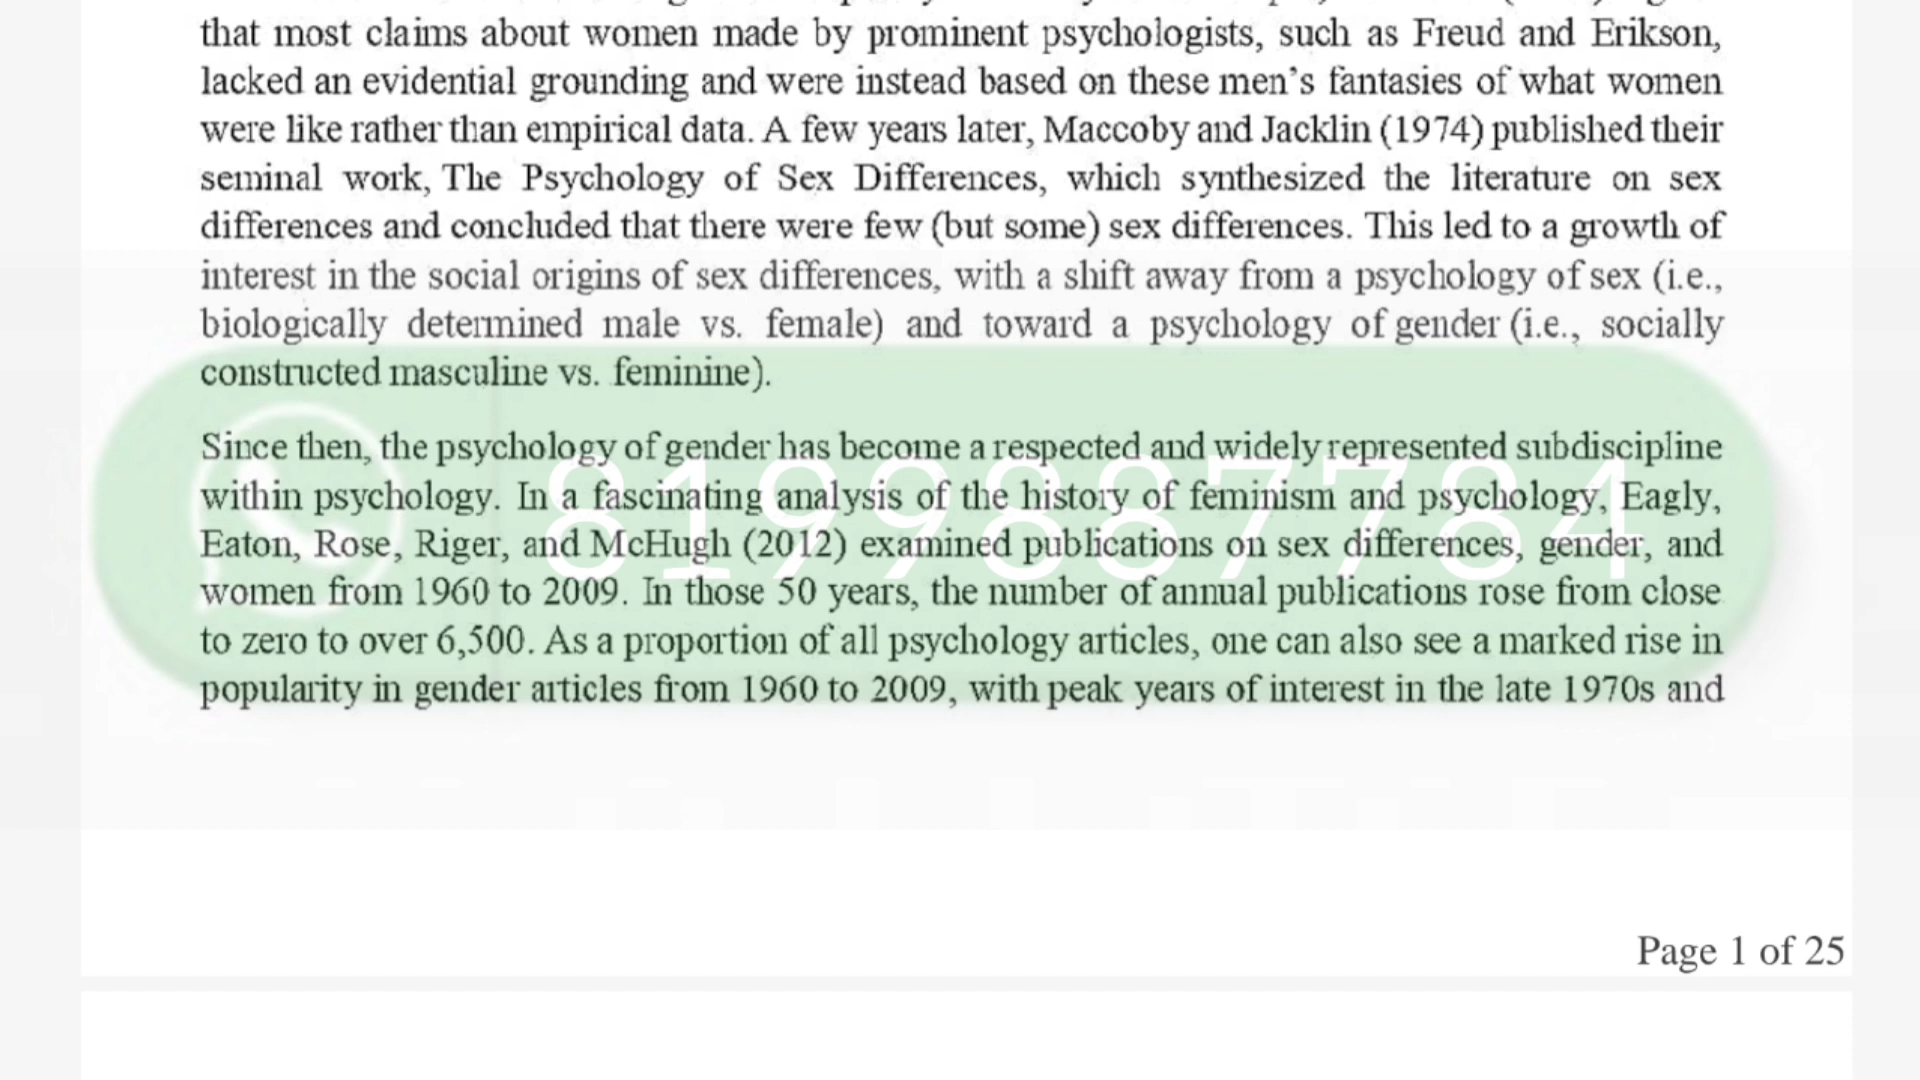 that most claims about women made by prominent psychologists, such as Freud and Erikson,
lacked an evidential grounding and were instead based on these men’s fantasies of what women
were like rather than empirical data. A few years later, Maccoby and Jacklin (1974) published their
seminal work, The Psychology of Sex Differences, which synthesized the literature on sex
differences and concluded that there were few (but some) sex differences. This led to a growth of
interest in the social origins of sex differences, with a shift away from a psychology of sex (i.e.,
biologically determined male vs. female) and toward a psychology of gender (i.e., socially
constructed masculine vs. feminine).
Since then, the psychology of gender has become a respected and widely represented subdiscipline
within psychology. In a fascinating analysis of the history of feminism and psychology, Eagly,
8199887784
Eaton, Rose, Riger, and McHugh (2012) examined publications on sex differences, gender, and
women from 1960 to 2009. In those 50 years, the number of annual publications rose from close
to zero to over 6,500. As a proportion of all psychology articles, one can also see a marked rise in
popularity in gender articles from 1960 to 2009, with peak years of interest in the late 1970s and
Page 1 of 25